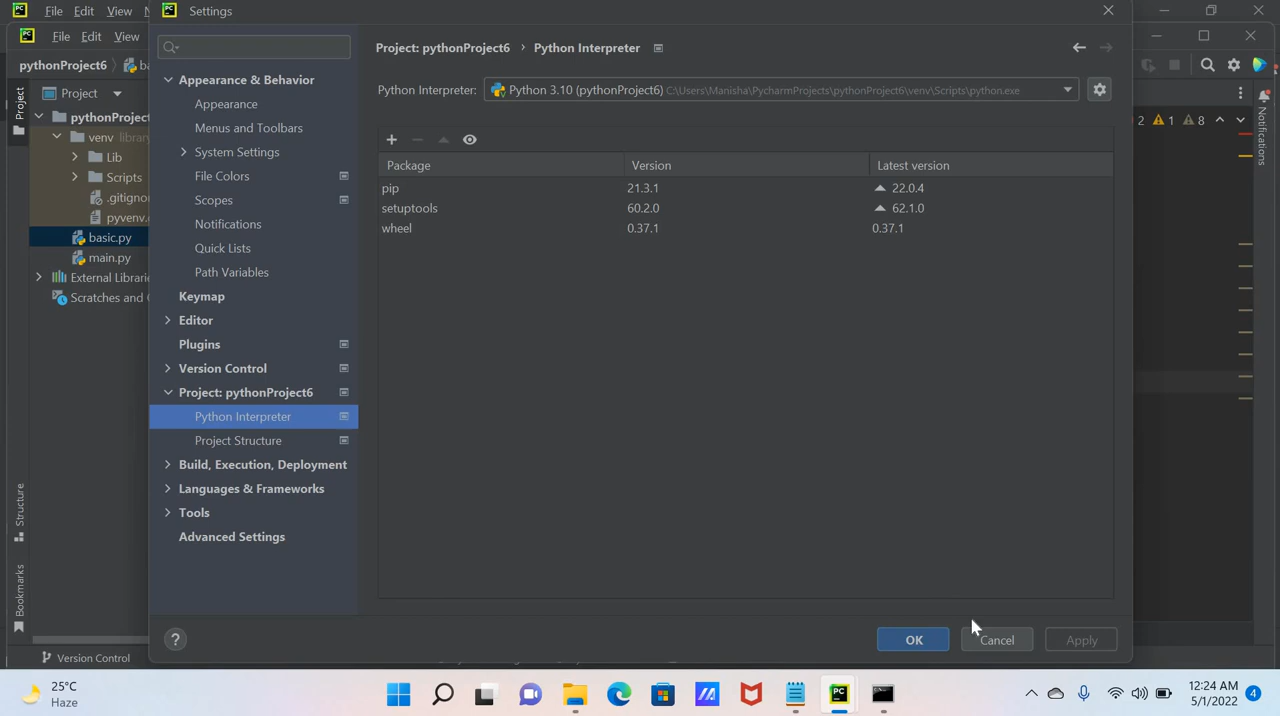 File Edit View
Settings
File Edit View
pythonProject6
Project
pythonProject
venv library
Lib
Scripts
.gitignor
pyvenv.
basic.py
main.py
External Librarie
Scratches and
Project
Structure
Bookmarks
Version Control
Appearance & Behavior
Appearance
Menus and Toolbars
System Settings
File Colors
Scopes
Notifications
Quick Lists
Path Variables
Keymap
Editor
Plugins
Version Control
Project: pythonProject6
Python Interpreter
Project Structure
Build, Execution, Deployment
Languages & Frameworks
Tools
Advanced Settings
?
Project: pythonProject6 › Python Interpreter
Python Interpreter: Python 3.10 (pythonProject6) C:\Users\Manisha\PycharmProjects\pythonProject6\venv\Scripts\python.exe
Package Version Latest version
pip 21.3.1 22.0.4
setuptools 60.2.0 62.1.0
wheel 0.37.1 0.37.1
OK Cancel Apply
2 1 8
Notifications
25°C
Haze
12:24 AM
5/1/2022
4